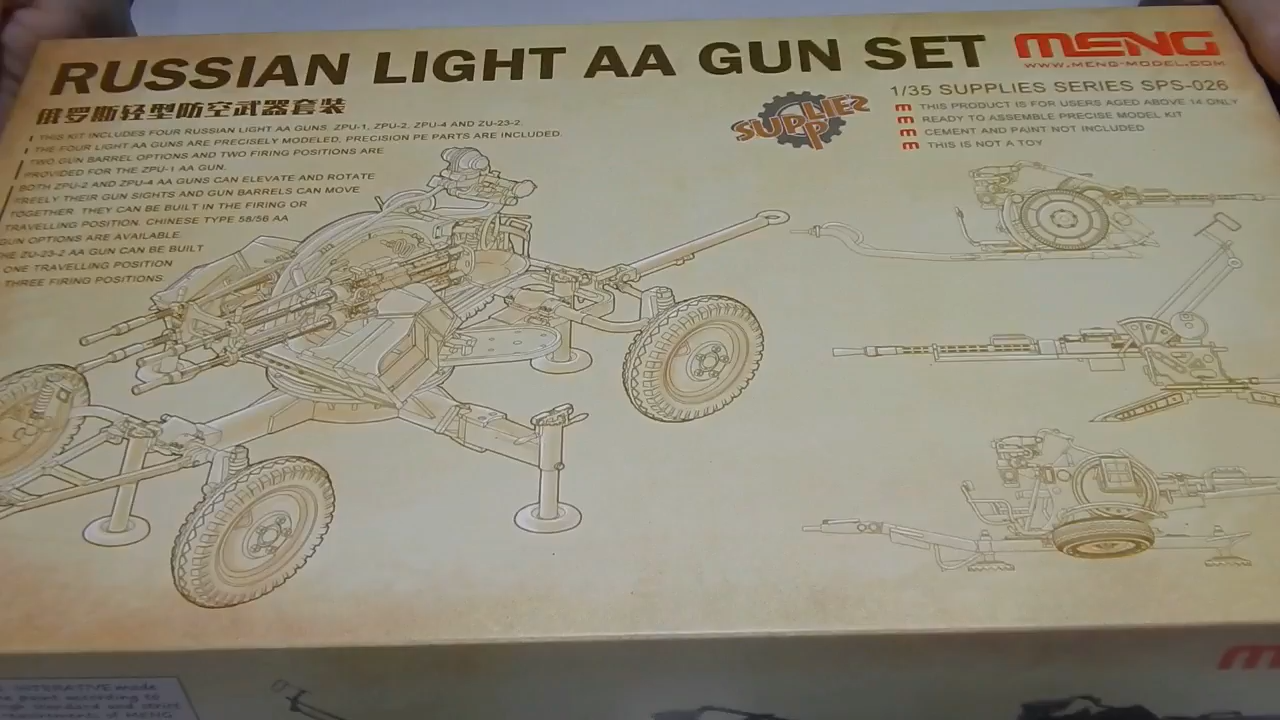 RUSSIAN LIGHT AA GUN SET
MENG
WWW.MENG-MODEL.COM
俄罗斯轻型防空武器套装
SUPPLIES
1/35 SUPPLIES SERIES SPS-026
THIS PRODUCT IS FOR USERS AGED ABOVE 14 ONLY
READY TO ASSEMBLE PRECISE MODEL KIT
CEMENT AND PAINT NOT INCLUDED
THIS IS NOT A TOY
THIS KIT INCLUDES FOUR RUSSIAN LIGHT AA GUNS: ZPU-1, ZPU-2, ZPU-4 AND ZU-23-2.
THE FOUR LIGHT AA GUNS ARE PRECISELY MODELED, PRECISION PE PARTS ARE INCLUDED.
TWO GUN BARREL OPTIONS AND TWO FIRING POSITIONS ARE
PROVIDED FOR THE ZPU-1 AA GUN.
BOTH ZPU-2 AND ZPU-4 AA GUNS CAN ELEVATE AND ROTATE
FREELY THEIR GUN SIGHTS AND GUN BARRELS CAN MOVE
TOGETHER. THEY CAN BE BUILT IN THE FIRING OR
TRAVELLING POSITION. CHINESE TYPE 58/56 AA
GUN OPTIONS ARE AVAILABLE.
THE ZU-23-2 AA GUN CAN BE BUILT
ONE TRAVELLING POSITION
THREE FIRING POSITIONS.